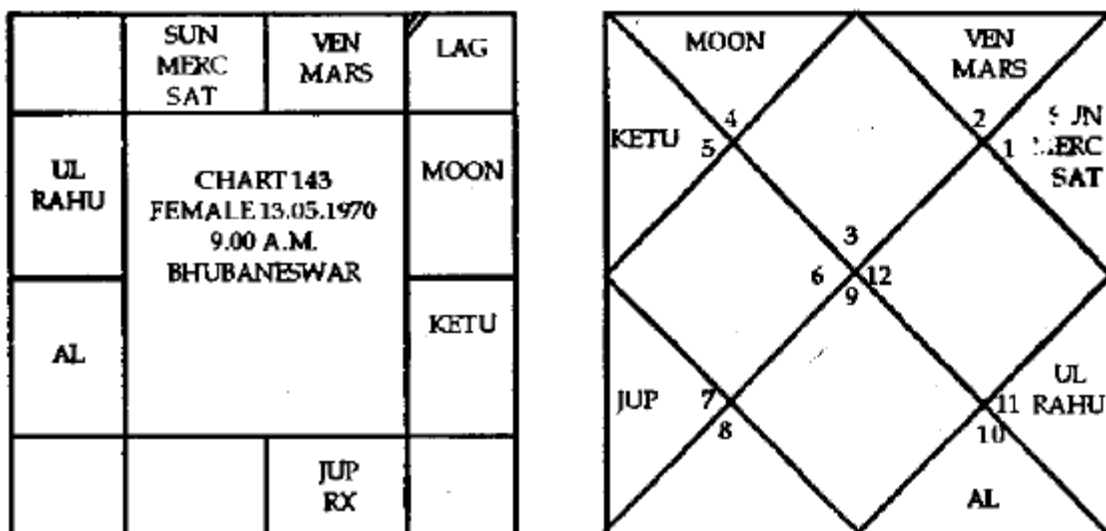 SUN
MERC
SAT
VEN
MARS
LAG
UL
RAHU
CHART 143
FEMALE 13.05.1970
9.00 A.M.
BHUBANESWAR
MOON
AL
KETU
JUP
RX
MOON
VEN
MARS
4
2
KETU
5
1
SUN
MERC
SAT
3
6
12
9
JUP
7
8
11
10
UL
RAHU
AL